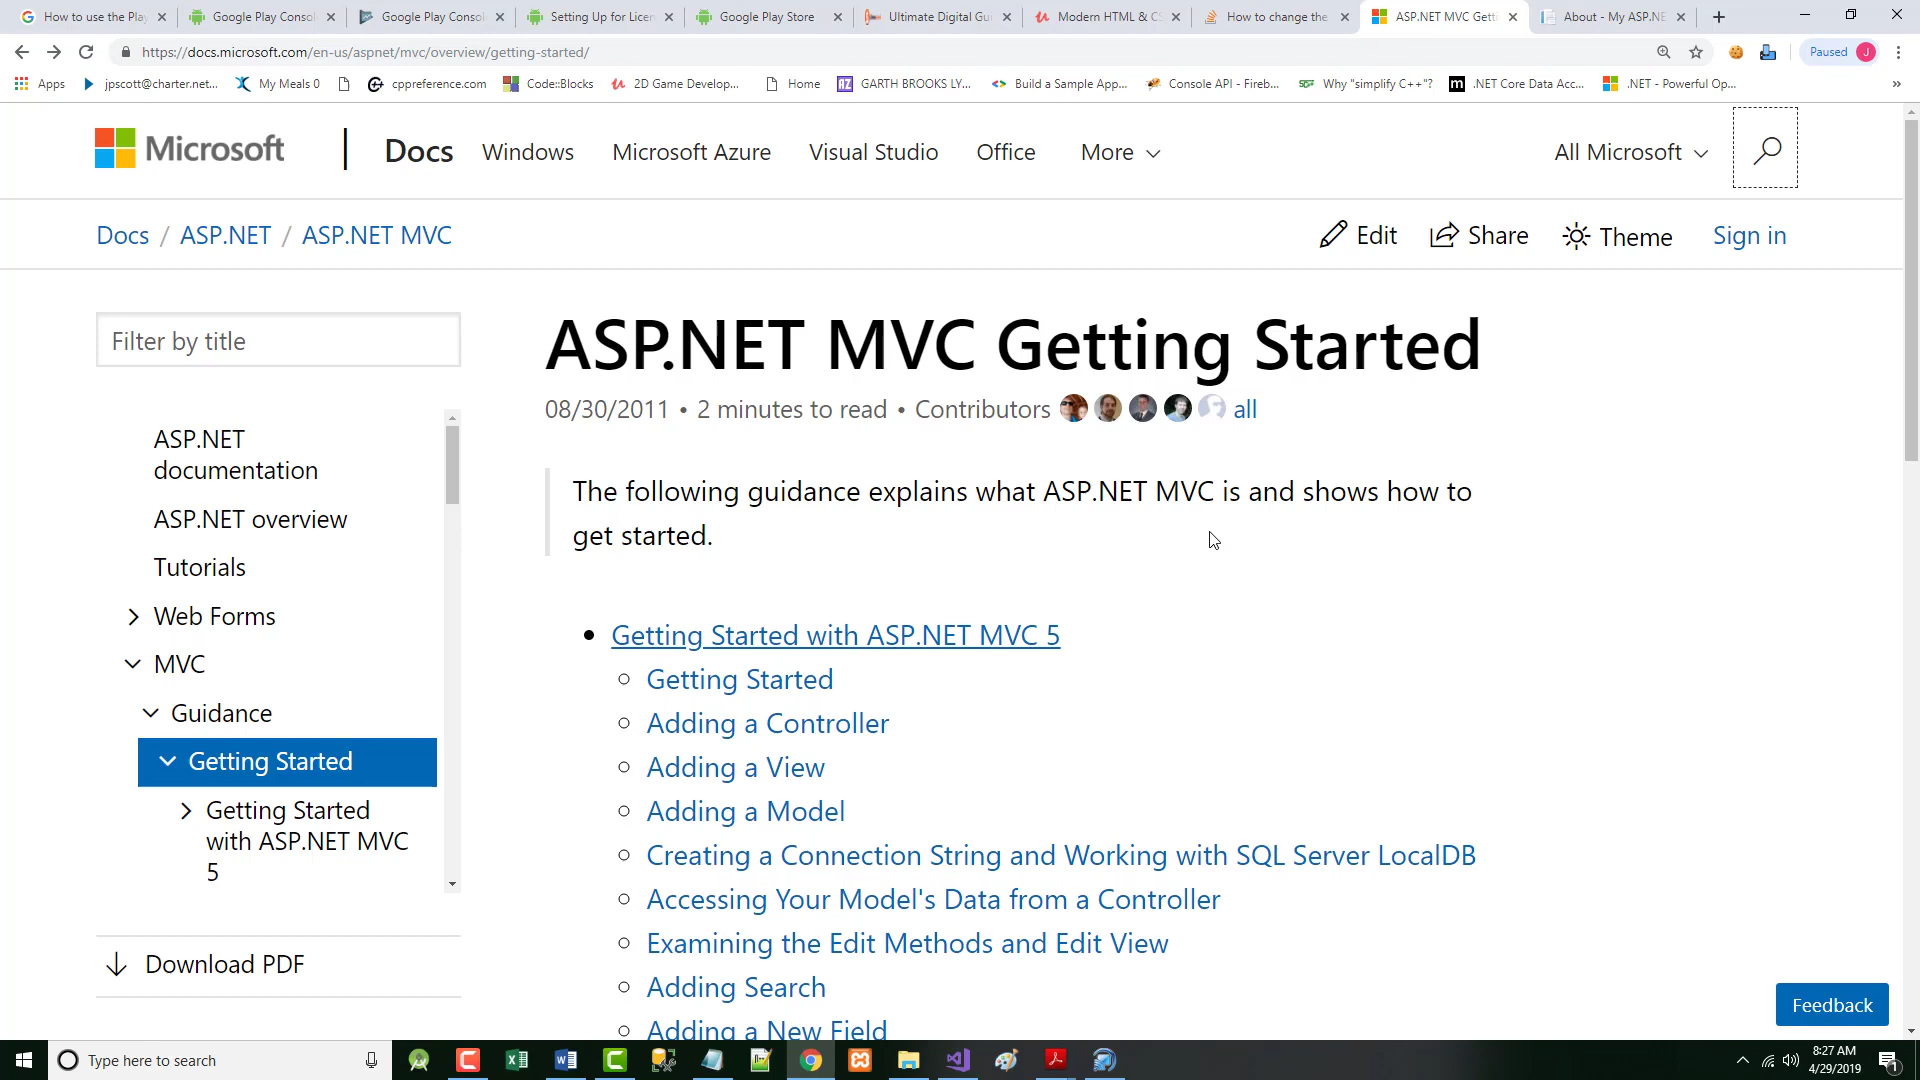 How to use the Play
Google Play Consol
Google Play Consol
Setting Up for Licen
Google Play Store
Ultimate Digital Gui
Modern HTML & CS
How to change the
ASP.NET MVC Getti
About - My ASP.NE
https://docs.microsoft.com/en-us/aspnet/mvc/overview/getting-started/
Paused
J
Apps
jpscott@charter.net...
My Meals 0
cppreference.com
Code::Blocks
2D Game Develop...
Home
AZ
GARTH BROOKS LY...
Build a Sample App...
Console API - Fireb...
Why "simplify C++"?
m
.NET Core Data Acc...
.NET - Powerful Op...
Microsoft
Docs
Windows
Microsoft Azure
Visual Studio
Office
More
All Microsoft
Docs / ASP.NET / ASP.NET MVC
Edit
Share
Theme
Sign in
Filter by title
ASP.NET
documentation
ASP.NET overview
Tutorials
Web Forms
MVC
Guidance
Getting Started
Getting Started
with ASP.NET MVC
5
Download PDF
ASP.NET MVC Getting Started
08/30/2011 • 2 minutes to read • Contributors all
The following guidance explains what ASP.NET MVC is and shows how to
get started.
Getting Started with ASP.NET MVC 5
Getting Started
Adding a Controller
Adding a View
Adding a Model
Creating a Connection String and Working with SQL Server LocalDB
Accessing Your Model's Data from a Controller
Examining the Edit Methods and Edit View
Adding Search
Adding a New Field
Feedback
Type here to search
8:27 AM
4/29/2019
1